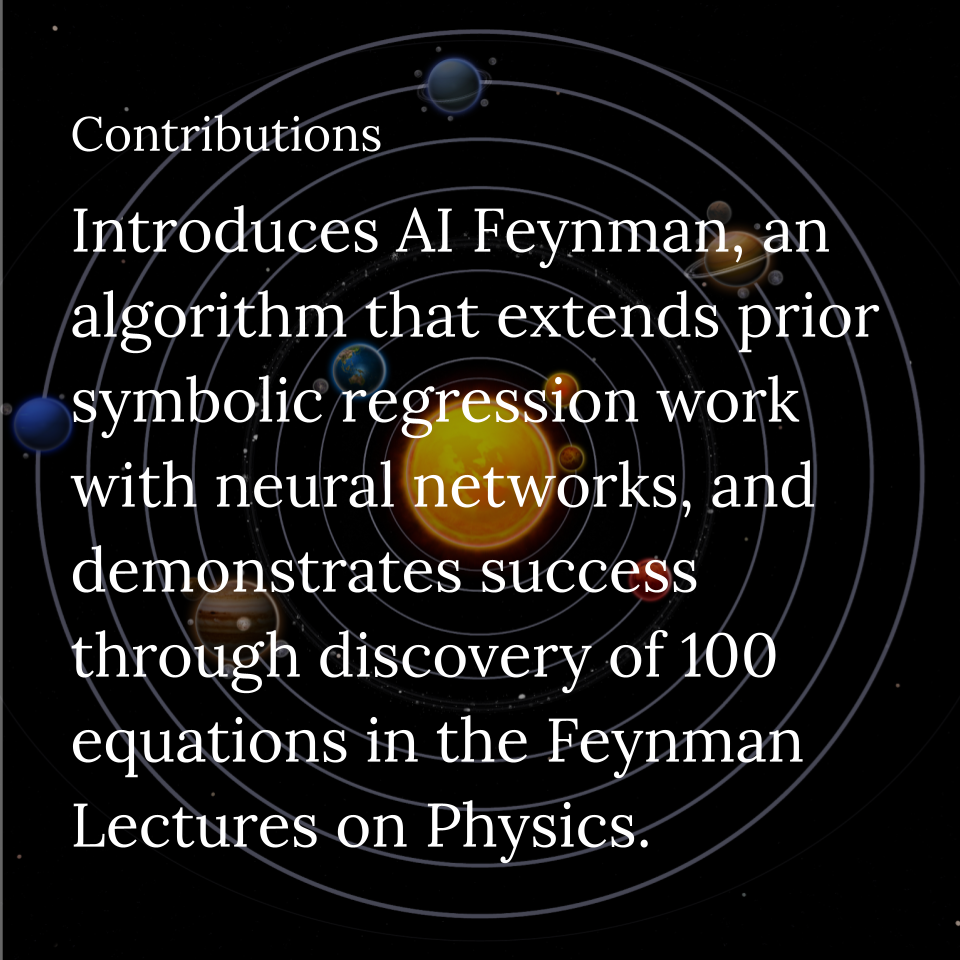 Contributions
Introduces AI Feynman, an
algorithm that extends prior
symbolic regression work
with neural networks, and
demonstrates success
through discovery of 100
equations in the Feynman
Lectures on Physics.